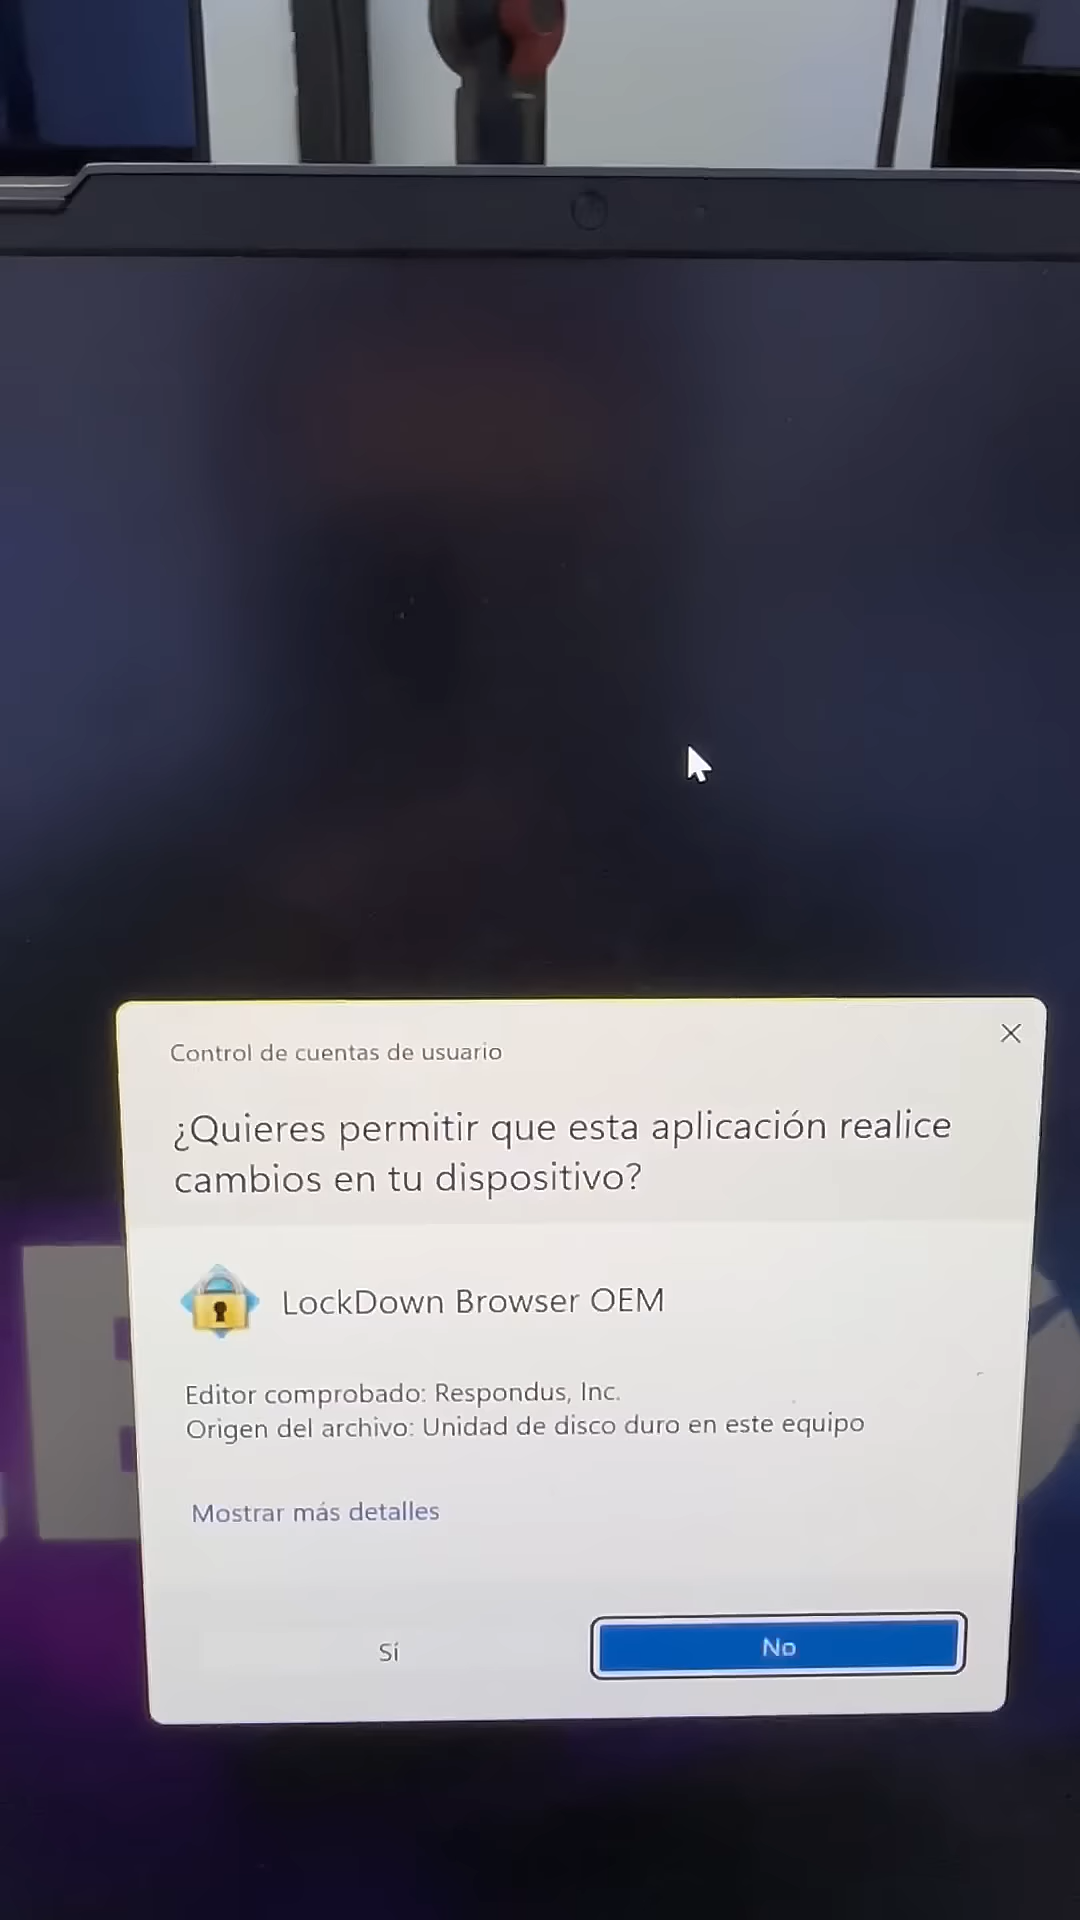 Control de cuentas de usuario
¿Quieres permitir que esta aplicación realice
cambios en tu dispositivo?
LockDown Browser OEM
Editor comprobado: Respondus, Inc.
Origen del archivo: Unidad de disco duro en este equipo
Mostrar más detalles
Sí
No